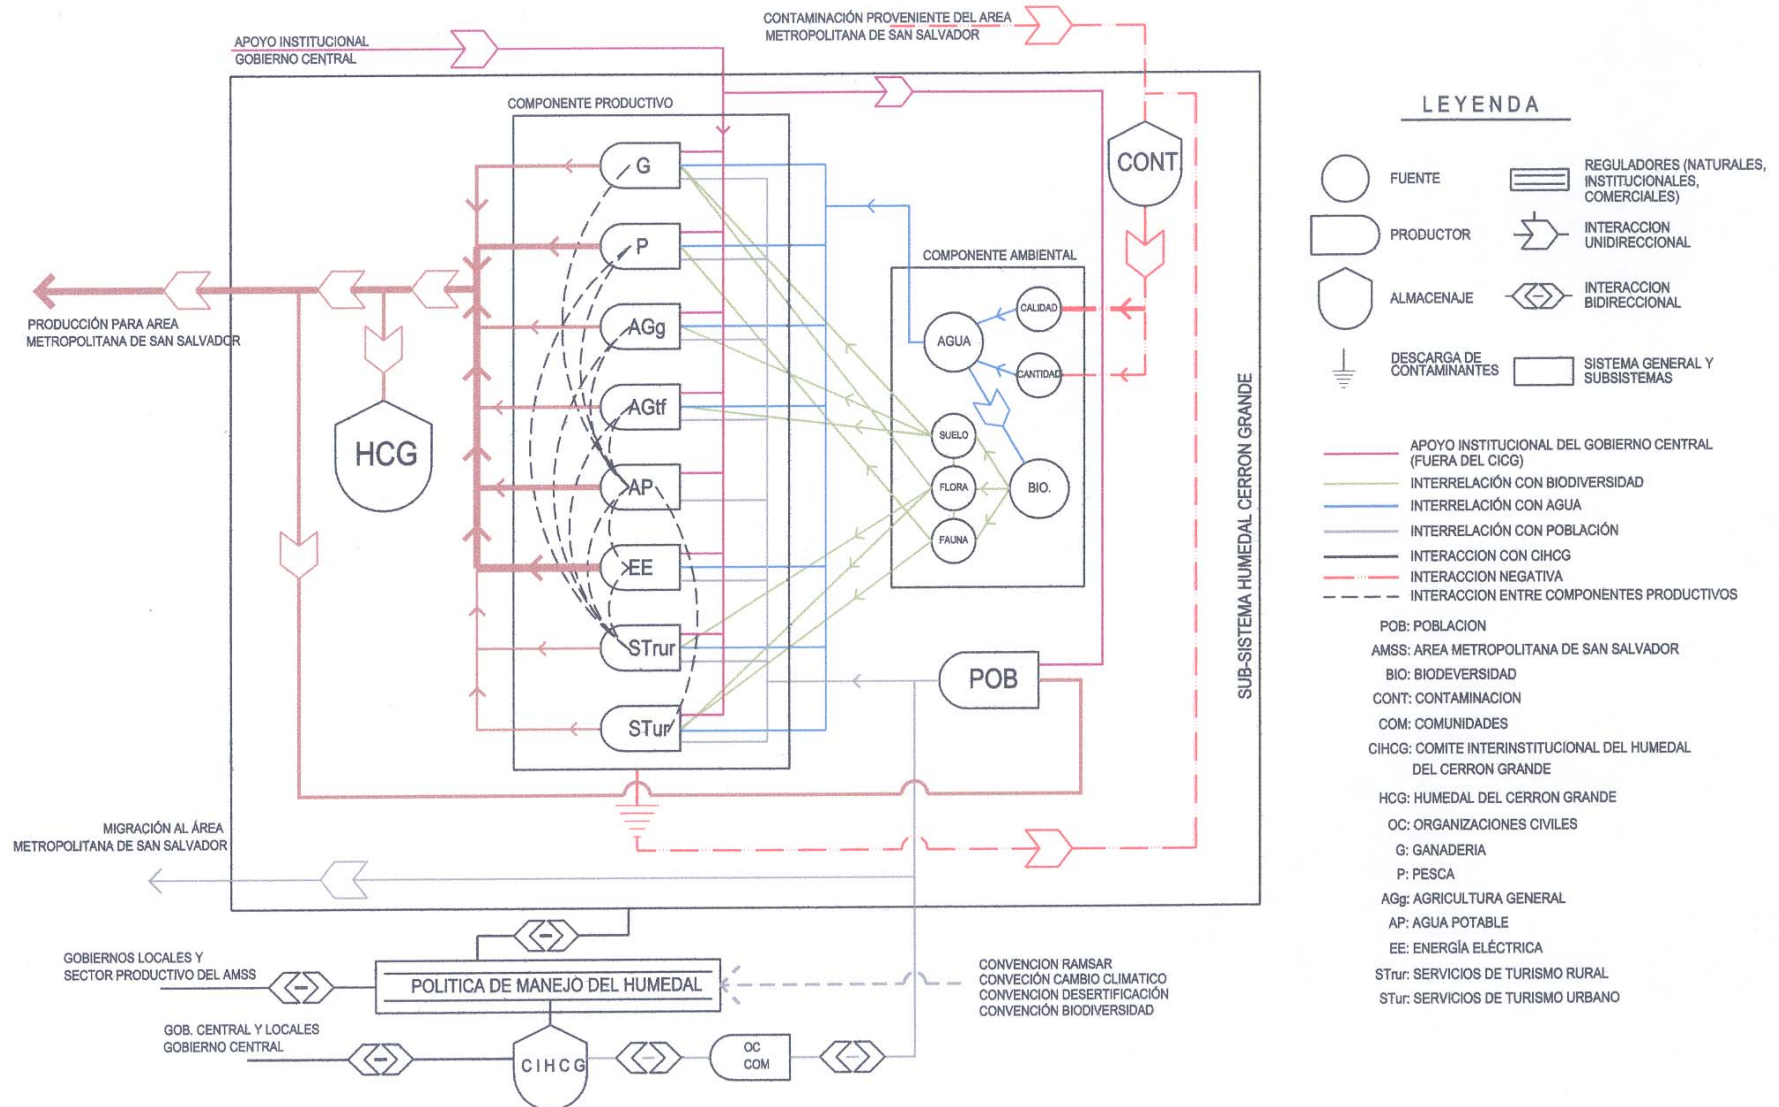 CONTAMINACIÓN PROVENIENTE DEL AREA
METROPOLITANA DE SAN SALVADOR
APOYO INSTITUCIONAL
GOBIERNO CENTRAL
COMPONENTE PRODUCTIVO
G
P
AGg
AGtf
AP
EE
STrur
STur
PRODUCCIÓN PARA AREA
METROPOLITANA DE SAN SALVADOR
HCG
CONT.
COMPONENTE AMBIENTAL
CALIDAD
AGUA
CANTIDAD
SUELO
FLORA
BIO.
FAUNA
POB
SUB-SISTEMA HUMEDAL CERRON GRANDE
MIGRACIÓN AL ÁREA
METROPOLITANA DE SAN SALVADOR
GOBIERNOS LOCALES Y
SECTOR PRODUCTIVO DEL AMSS
POLITICA DE MANEJO DEL HUMEDAL
CONVENCION RAMSAR
CONVECIÓN CAMBIO CLIMATICO
CONVENCION DESERTIFICACIÓN
CONVENCIÓN BIODIVERSIDAD
GOB. CENTRAL Y LOCALES
GOBIERNO CENTRAL
CIHCG
OC
COM
LEYENDA
FUENTE
REGULADORES (NATURALES,
INSTITUCIONALES,
COMERCIALES)
PRODUCTOR
INTERACCION
UNIDIRECCIONAL
ALMACENAJE
INTERACCION
BIDIRECCIONAL
DESCARGA DE
CONTAMINANTES
SISTEMA GENERAL Y
SUBSISTEMAS
APOYO INSTITUCIONAL DEL GOBIERNO CENTRAL
(FUERA DEL CICG)
INTERRELACIÓN CON BIODIVERSIDAD
INTERRELACIÓN CON AGUA
INTERRELACIÓN CON POBLACIÓN
INTERACCION CON CIHCG
INTERACCION NEGATIVA
INTERACCION ENTRE COMPONENTES PRODUCTIVOS
POB: POBLACION
AMSS: AREA METROPOLITANA DE SAN SALVADOR
BIO: BIODEVERSIDAD
CONT: CONTAMINACION
COM: COMUNIDADES
CIHCG: COMITE INTERINSTITUCIONAL DEL HUMEDAL
DEL CERRON GRANDE
HCG: HUMEDAL DEL CERRON GRANDE
OC: ORGANIZACIONES CIVILES
G: GANADERIA
P: PESCA
AGg: AGRICULTURA GENERAL
AP: AGUA POTABLE
EE: ENERGÍA ELÉCTRICA
STrur: SERVICIOS DE TURISMO RURAL
STur: SERVICIOS DE TURISMO URBANO